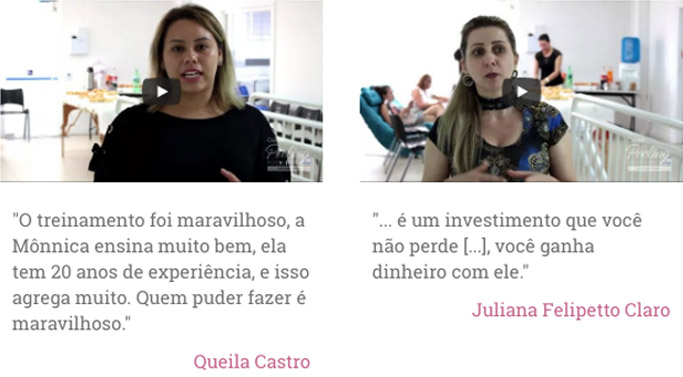 "O treinamento foi maravilhoso, a
Mônnica ensina muito bem, ela
tem 20 anos de experiência, e isso
agrega muito. Quem puder fazer é
maravilhoso."
Queila Castro
"... é um investimento que você
não perde [...], você ganha
dinheiro com ele."
Juliana Felipetto Claro